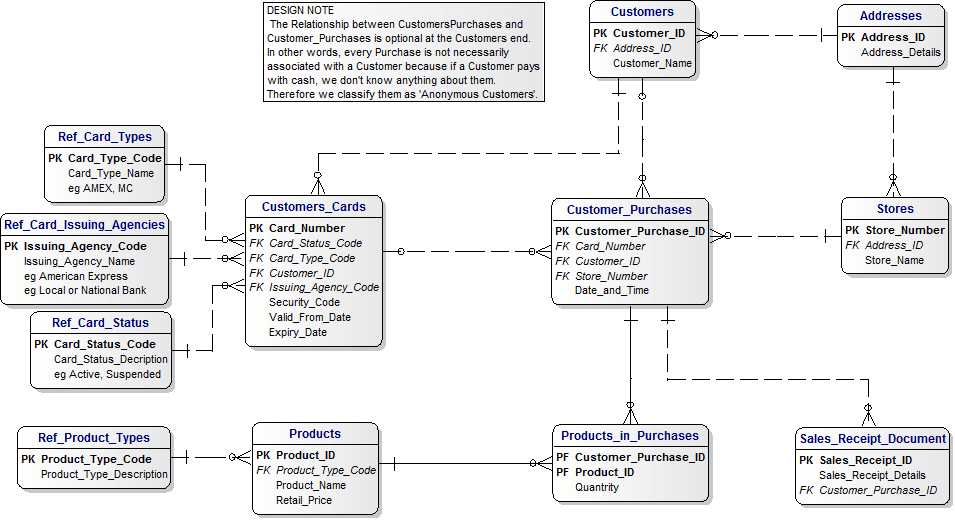 DESIGN NOTE
The Relationship between CustomersPurchases and
Customer_Purchases is optional at the Customers end.
In other words, every Purchase is not necessarily
associated with a Customer because if a Customer pays
with cash, we don't know anything about them.
Therefore we classify them as 'Anonymous Customers'.
Customers
PK Customer_ID
FK Address_ID
Customer_Name
Addresses
PK Address_ID
Address_Details
Ref_Card_Types
PK Card_Type_Code
Card_Type_Name
eg AMEX, MC
Ref_Card_Issuing_Agencies
PK Issuing_Agency_Code
Issuing_Agency_Name
eg American Express
eg Local or National Bank
Ref_Card_Status
PK Card_Status_Code
Card_Status_Decription
eg Active, Suspended
Customers_Cards
PK Card_Number
FK Card_Status_Code
FK Card_Type_Code
FK Customer_ID
FK Issuing_Agency_Code
Security_Code
Valid_From_Date
Expiry_Date
Customer_Purchases
PK Customer_Purchase_ID
FK Card_Number
FK Customer_ID
FK Store_Number
Date_and_Time
Stores
PK Store_Number
FK Address_ID
Store_Name
Ref_Product_Types
PK Product_Type_Code
Product_Type_Description
Products
PK Product_ID
FK Product_Type_Code
Product_Name
Retail_Price
Products_in_Purchases
PF Customer_Purchase_ID
PF Product_ID
Quantrity
Sales_Receipt_Document
PK Sales_Receipt_ID
Sales_Receipt_Details
FK Customer_Purchase_ID